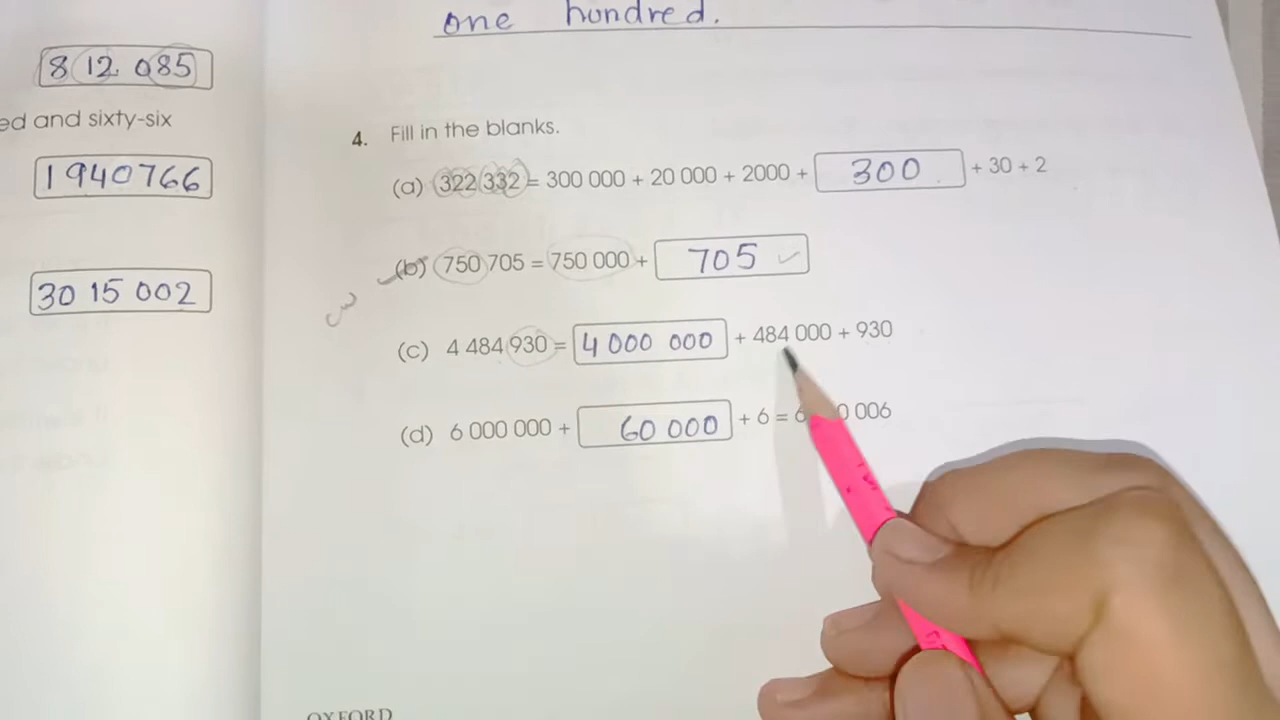 one hundred.
8 12 085
ed and sixty-six
1940766
30 15 002
4. Fill in the blanks.
(a) 322 332 = 300 000 + 20 000 + 2000 + 300 + 30 + 2
(b) 750 705 = 750 000 + 705
(c) 4 484 930 = 4 000 000 + 484 000 + 930
(d) 6 000 000 + 60 000 + 6 = 6 0 006
OXFORD